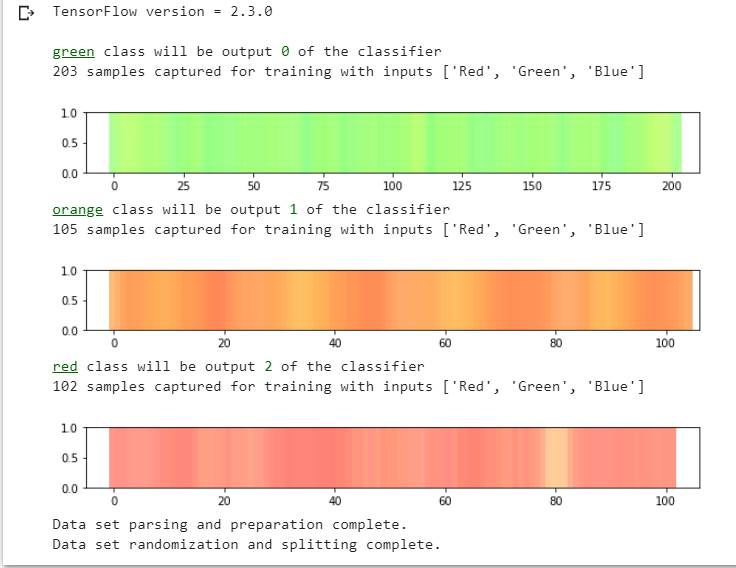 TensorFlow version = 2.3.0
green class will be output 0 of the classifier
203 samples captured for training with inputs ['Red', 'Green', 'Blue']
1.0
0.5
0.0
0 25 50 75 100 125 150 175 200
orange class will be output 1 of the classifier
105 samples captured for training with inputs ['Red', 'Green', 'Blue']
1.0
0.5
0.0
0 20 40 60 80 100
red class will be output 2 of the classifier
102 samples captured for training with inputs ['Red', 'Green', 'Blue']
1.0
0.5
0.0
0 20 40 60 80 100
Data set parsing and preparation complete.
Data set randomization and splitting complete.